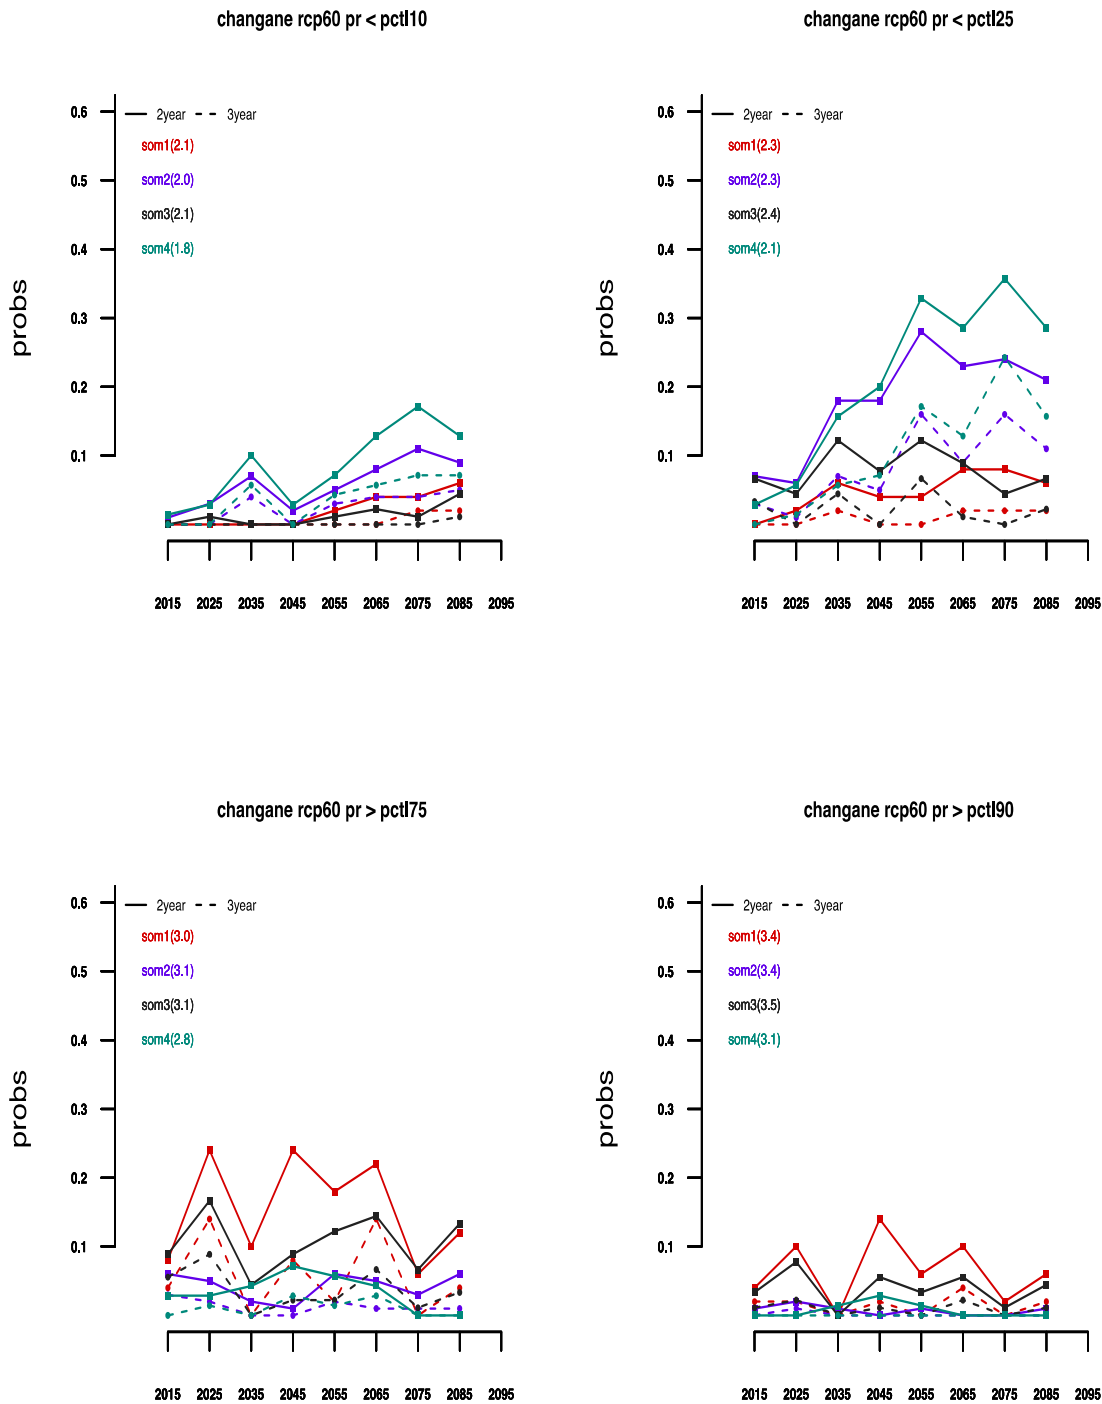 changane rcp60 pr < pctl10
0.6
0.5
0.4
0.3
0.2
0.1
probs
2year
3year
som1(2.1)
som2(2.0)
som3(2.1)
som4(1.8)
2015 2025 2035 2045 2055 2065 2075 2085 2095
changane rcp60 pr < pctl25
0.6
0.5
0.4
0.3
0.2
0.1
probs
2year
3year
som1(2.3)
som2(2.3)
som3(2.4)
som4(2.1)
2015 2025 2035 2045 2055 2065 2075 2085 2095
changane rcp60 pr > pctl75
0.6
0.5
0.4
0.3
0.2
0.1
probs
2year
3year
som1(3.0)
som2(3.1)
som3(3.1)
som4(2.8)
2015 2025 2035 2045 2055 2065 2075 2085 2095
changane rcp60 pr > pctl90
0.6
0.5
0.4
0.3
0.2
0.1
probs
2year
3year
som1(3.4)
som2(3.4)
som3(3.5)
som4(3.1)
2015 2025 2035 2045 2055 2065 2075 2085 2095